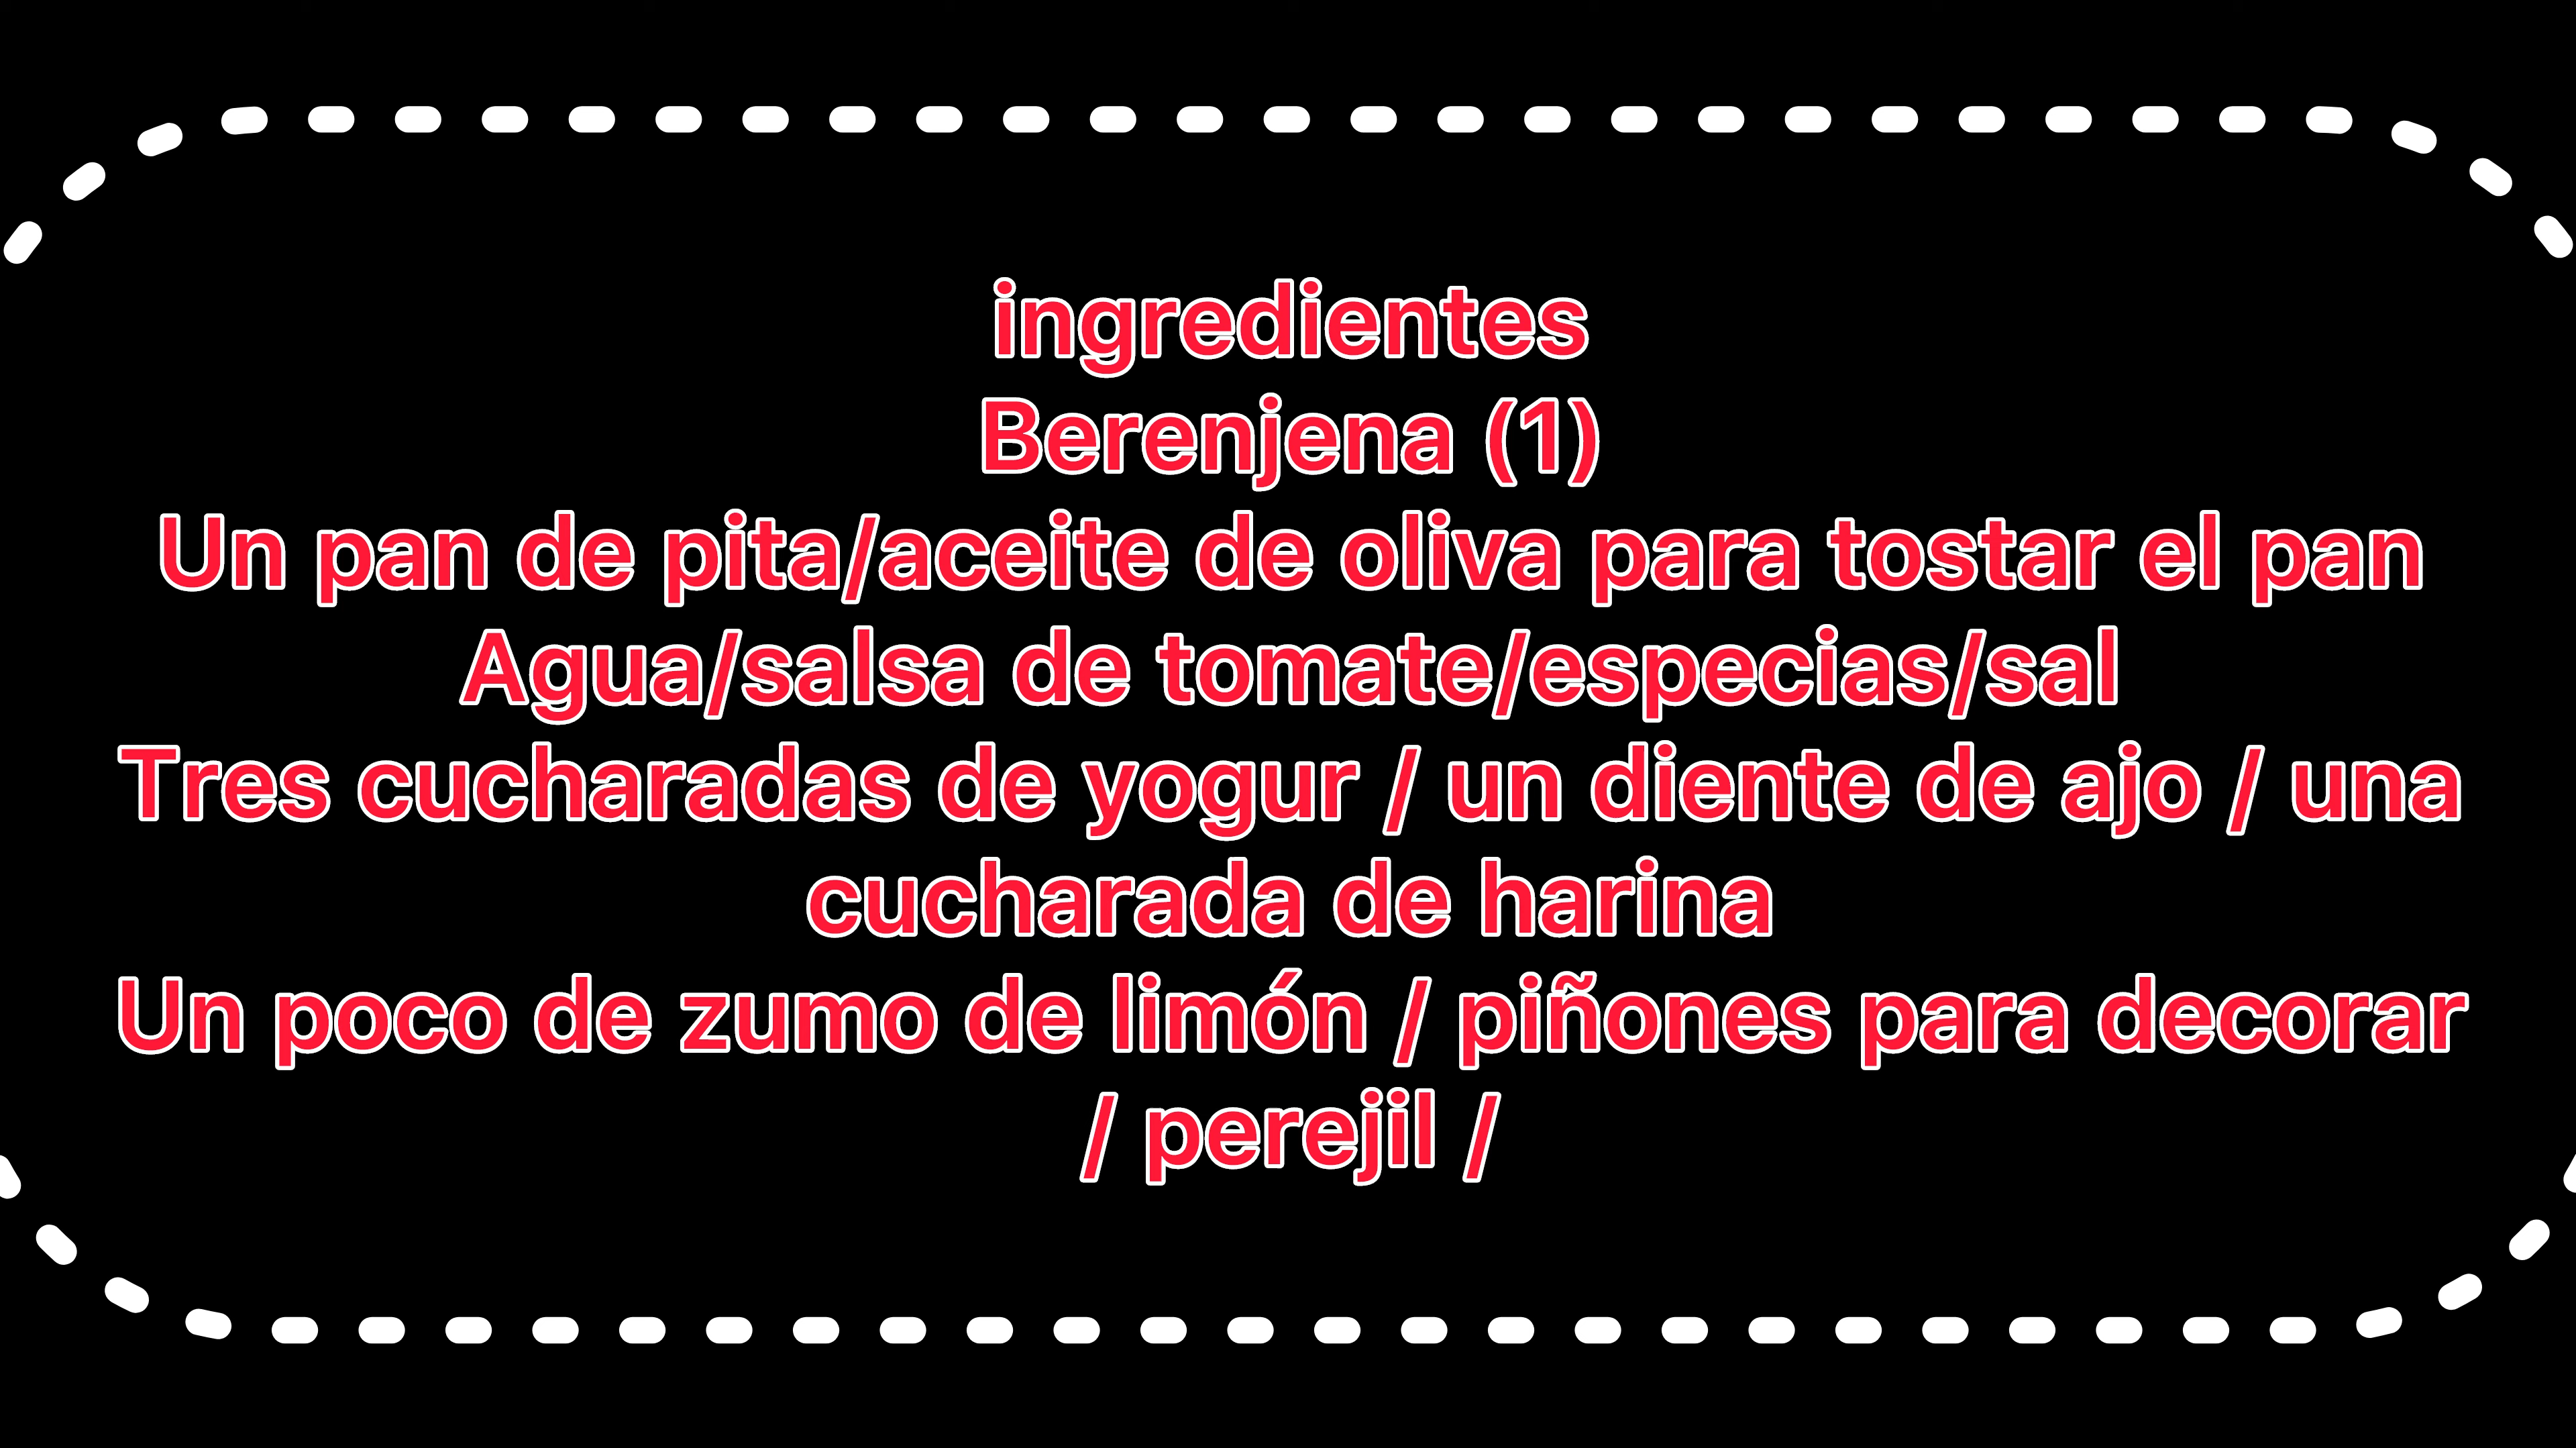 ingredientes
Berenjena (1)
Un pan de pita/aceite de oliva para tostar el pan
Agua/salsa de tomate/especias/sal
Tres cucharadas de yogur / un diente de ajo / una
cucharada de harina
Un poco de zumo de limón / piñones para decorar
/ perejil /